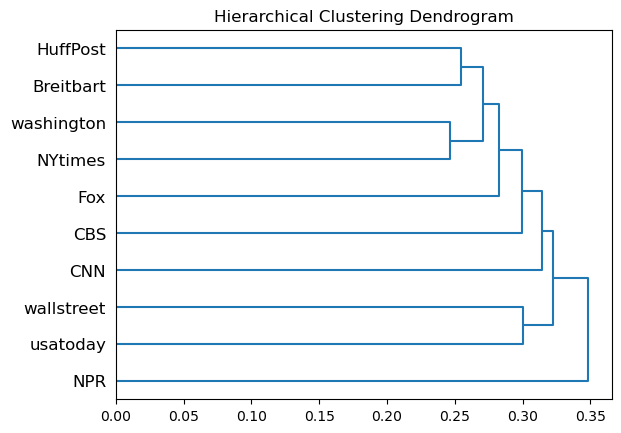 Hierarchical Clustering Dendrogram
HuffPost
Breitbart
washington
NYtimes
Fox
CBS
CNN
wallstreet
usatoday
NPR
0.00 0.05 0.10 0.15 0.20 0.25 0.30 0.35